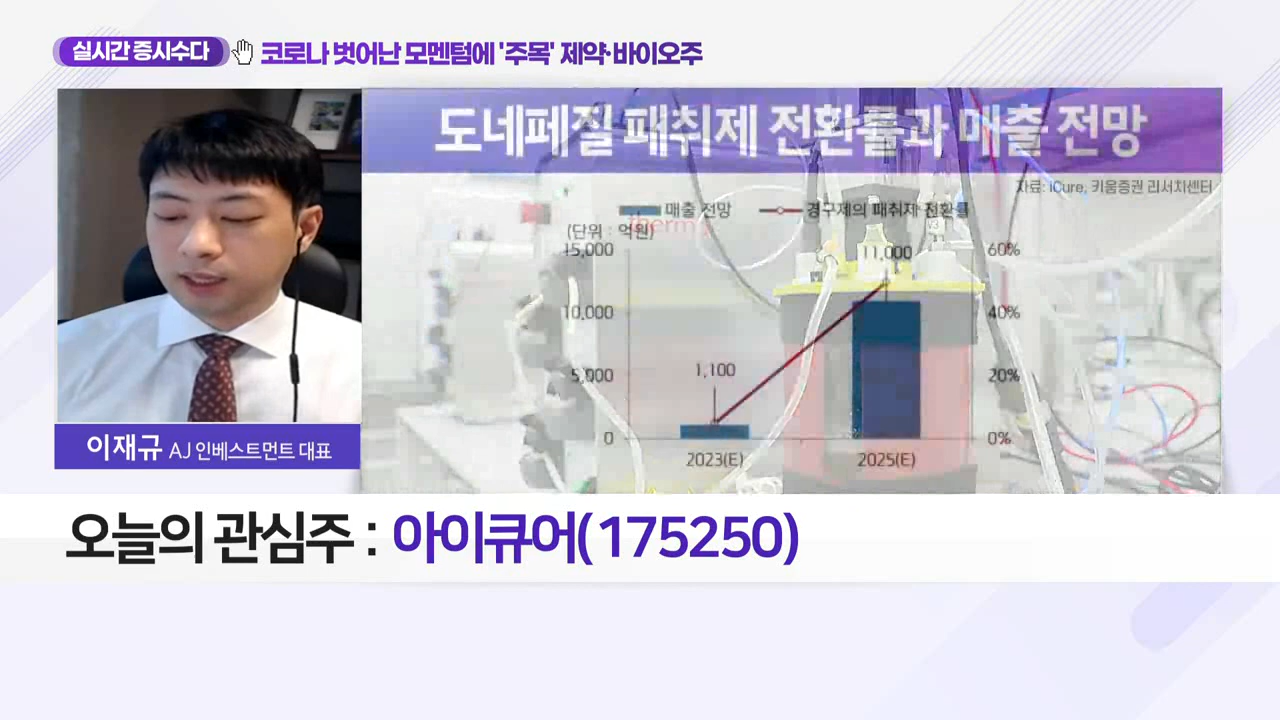 실시간 증시수다
코로나 벗어난 모멘텀에 '주목' 제약·바이오주
도네페질 패취제 전환률과 매출 전망
자료: iCure, 키움증권 리서치센터
매출 전망
경구제의 패취제 전환률
therm
(단위 : 억원)
15,000
11,000
60%
10,000
40%
1,100
5,000
20%
0
0%
2023(E)
2025(E)
이재규 AJ 인베스트먼트 대표
오늘의 관심주 : 아이큐어(175250)